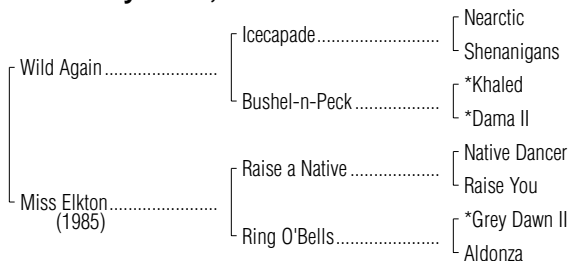 Nearctic
Icecapade
Shenanigans
Wild Again
*Khaled
Bushel-n-Peck
*Dama II
Native Dancer
Raise a Native
Raise You
Miss Elkton
(1985)
*Grey Dawn II
Ring O'Bells
Aldonza